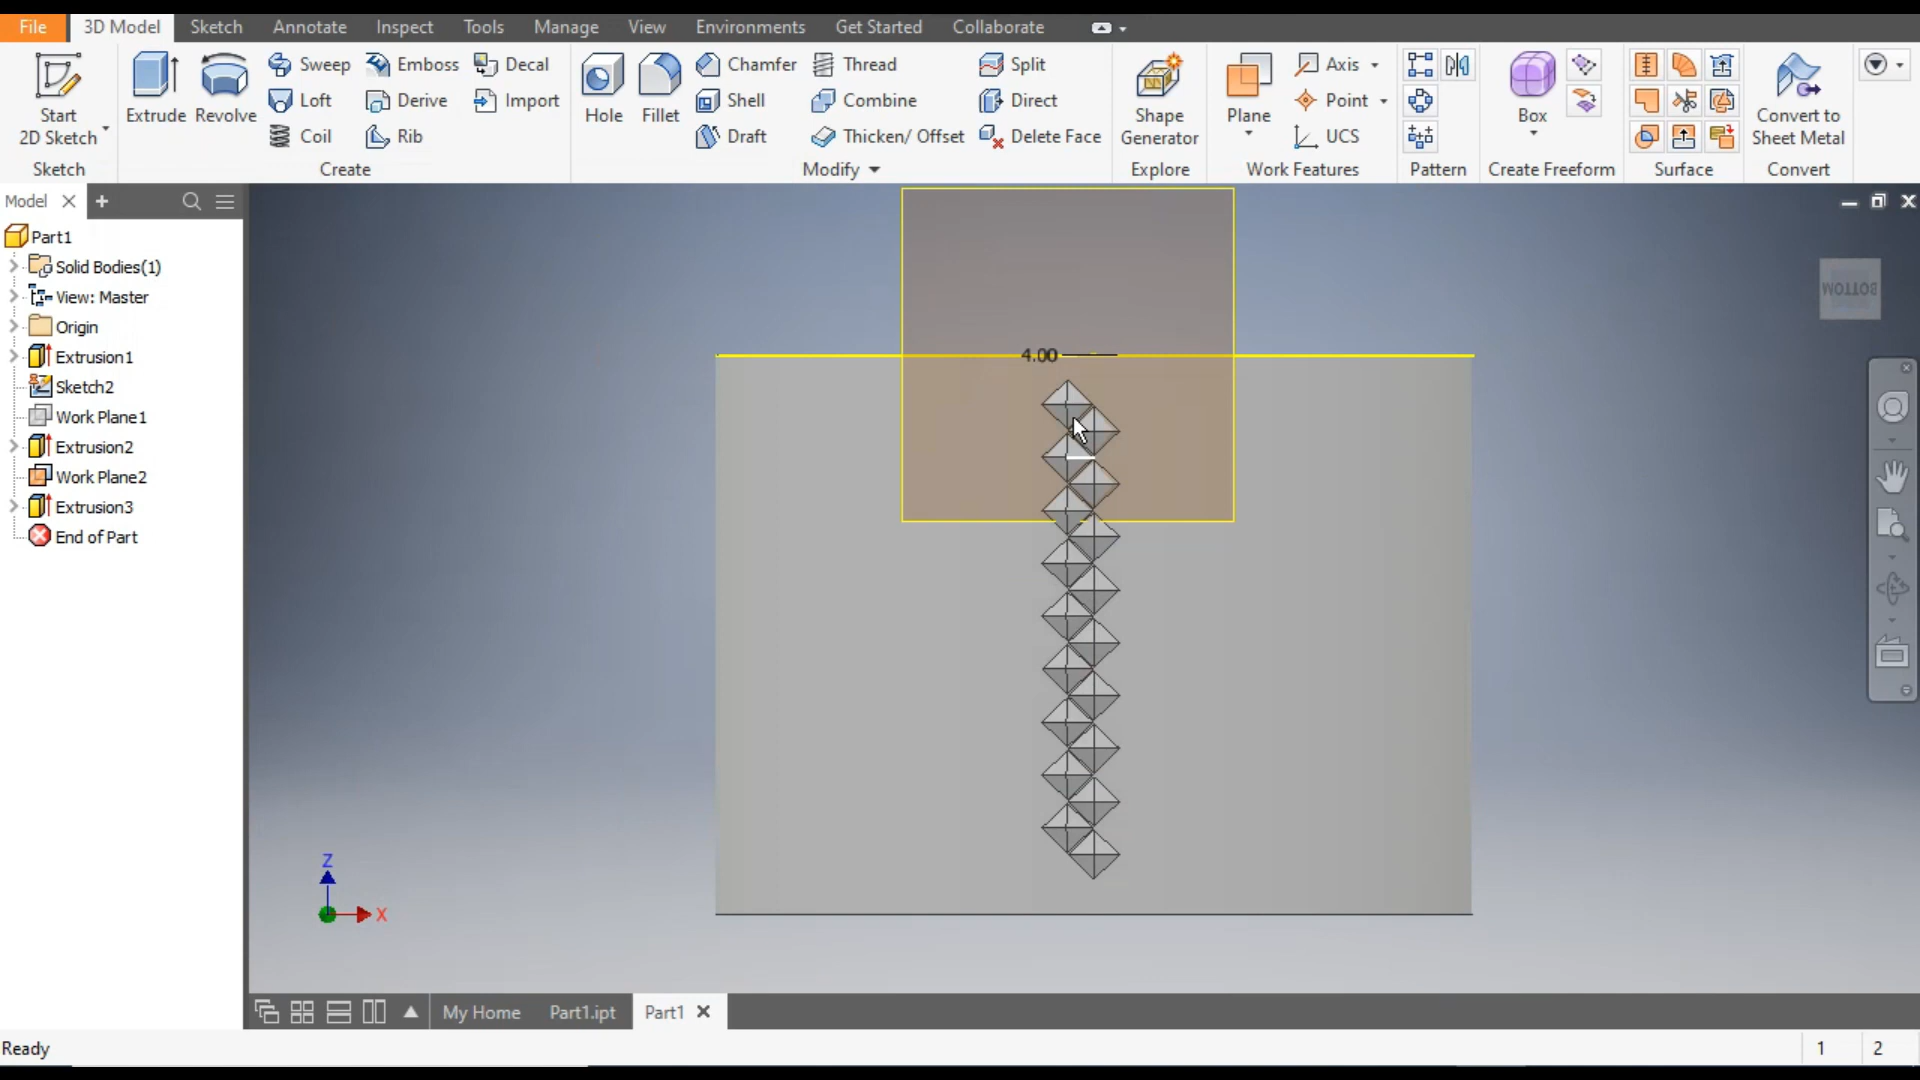 File 3D Model Sketch Annotate Inspect Tools Manage View Environments Get Started Collaborate
Start
2D Sketch
Sketch
Extrude Revolve
Sweep Emboss Decal
Loft Derive Import
Coil Rib
Create
Hole Fillet
Chamfer Thread Split
Shell Combine Direct
Draft Thicken/ Offset Delete Face
Modify
Shape
Generator
Explore
Plane
Axis
Point
UCS
Work Features
Pattern
Box
Create Freeform
Surface
Convert to
Sheet Metal
Convert
Model
Part1
Solid Bodies(1)
View: Master
Origin
Extrusion1
Sketch2
Work Plane1
Extrusion2
Work Plane2
Extrusion3
End of Part
4.00
BOTTOM
Z
X
My Home Part1.ipt Part1
Ready 1 2